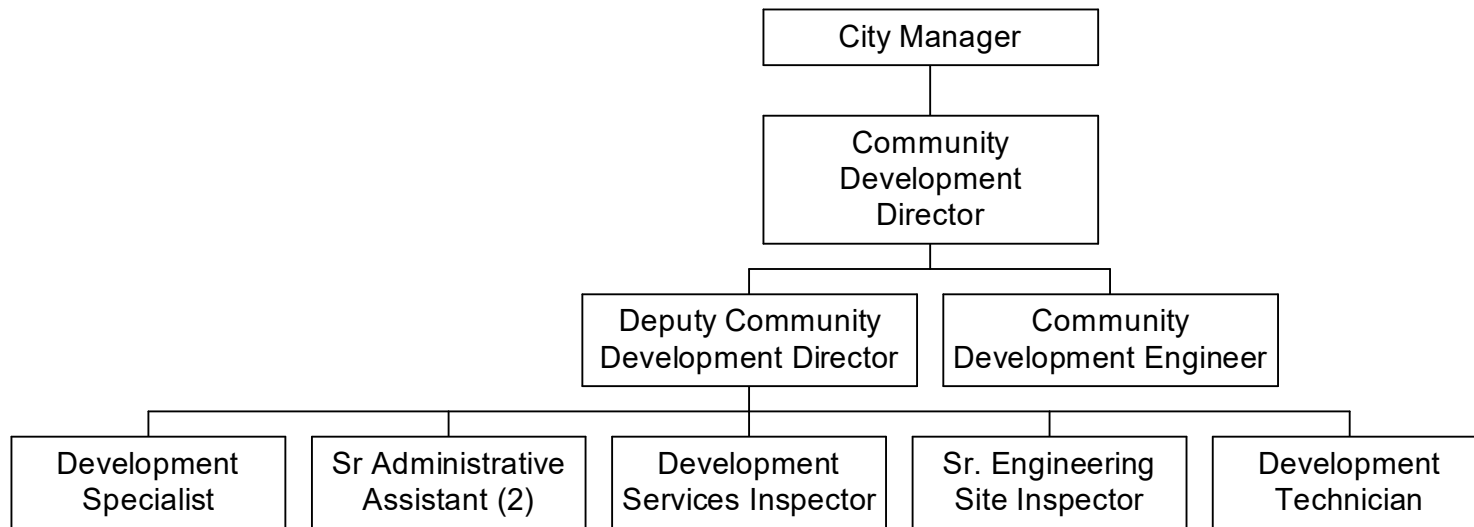 City Manager
Community
Development
Director
Deputy Community
Development Director
Community
Development Engineer
Development
Specialist
Sr Administrative
Assistant (2)
Development
Services Inspector
Sr. Engineering
Site Inspector
Development
Technician